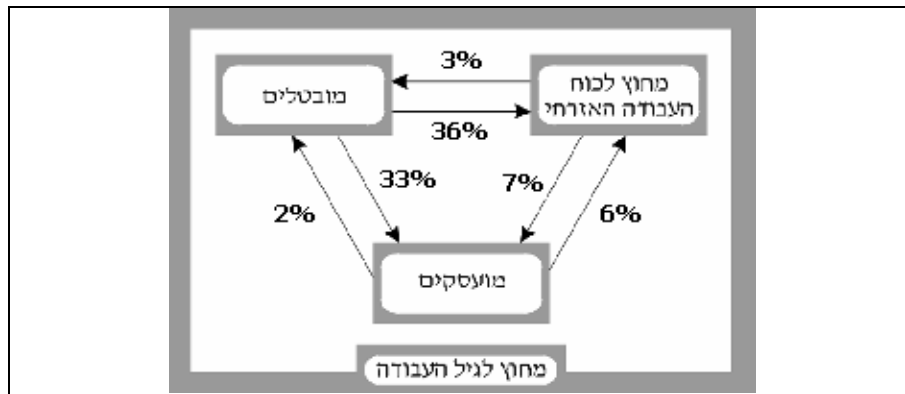 3%
מובטלים
מחוץ לכוח
העבודה האזרחי
36%
33%
7%
2%
6%
מועסקים
מחוץ לגיל העבודה